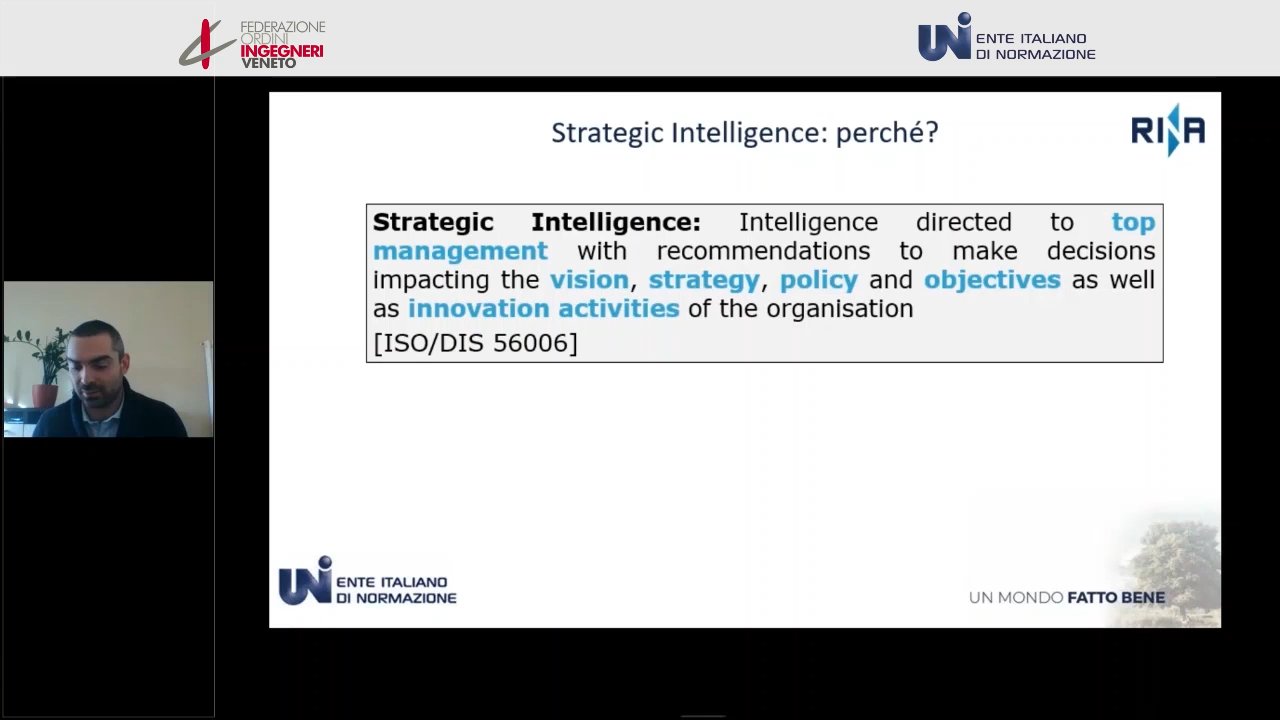 FEDERAZIONE
ORDINI
INGEGNERI
VENETO
UNI ENTE ITALIANO
DI NORMAZIONE
Strategic Intelligence: perché?
RINA
Strategic Intelligence: Intelligence directed to top
management with recommendations to make decisions
impacting the vision, strategy, policy and objectives as well
as innovation activities of the organisation
[ISO/DIS 56006]
UNI ENTE ITALIANO
DI NORMAZIONE
UN MONDO FATTO BENE